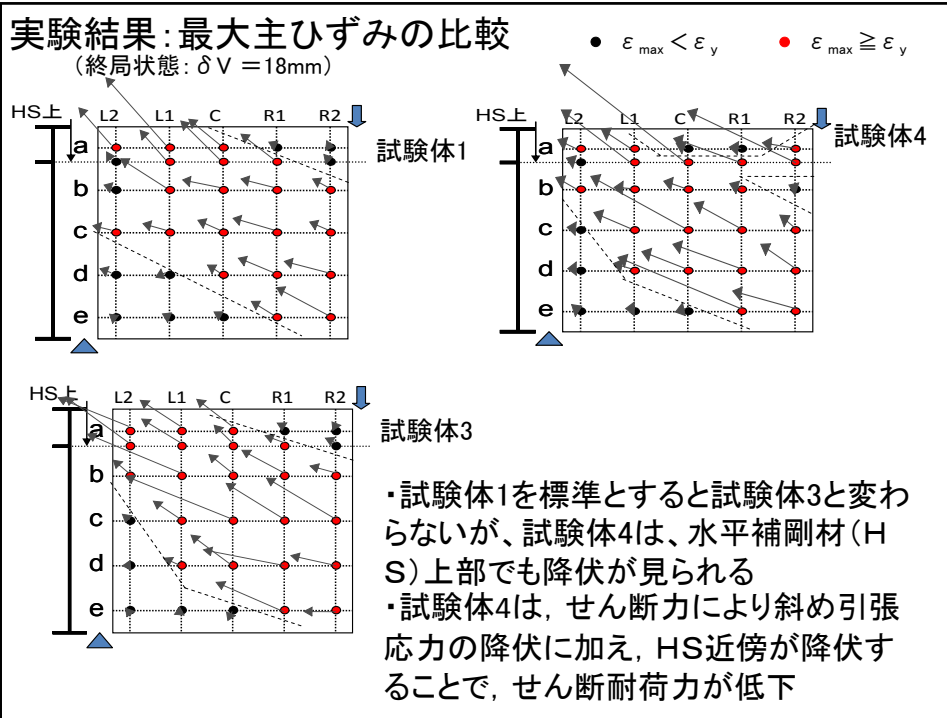 実験結果:最大主ひずみの比較
(終局状態:δV=18mm)
● ε max < ε y ● ε max ≧ ε y
HS上
L2 L1 C R1 R2
a
b
c
d
e
試験体1
HS上
L2 L1 C R1 R2
a
b
c
d
e
試験体4
HS上
L2 L1 C R1 R2
a
b
c
d
e
試験体3
・試験体1を標準とすると試験体3と変わ
らないが、試験体4は、水平補剛材(H
S)上部でも降伏が見られる
・試験体4は，せん断力により斜め引張
応力の降伏に加え，HS近傍が降伏す
ることで，せん断耐荷力が低下